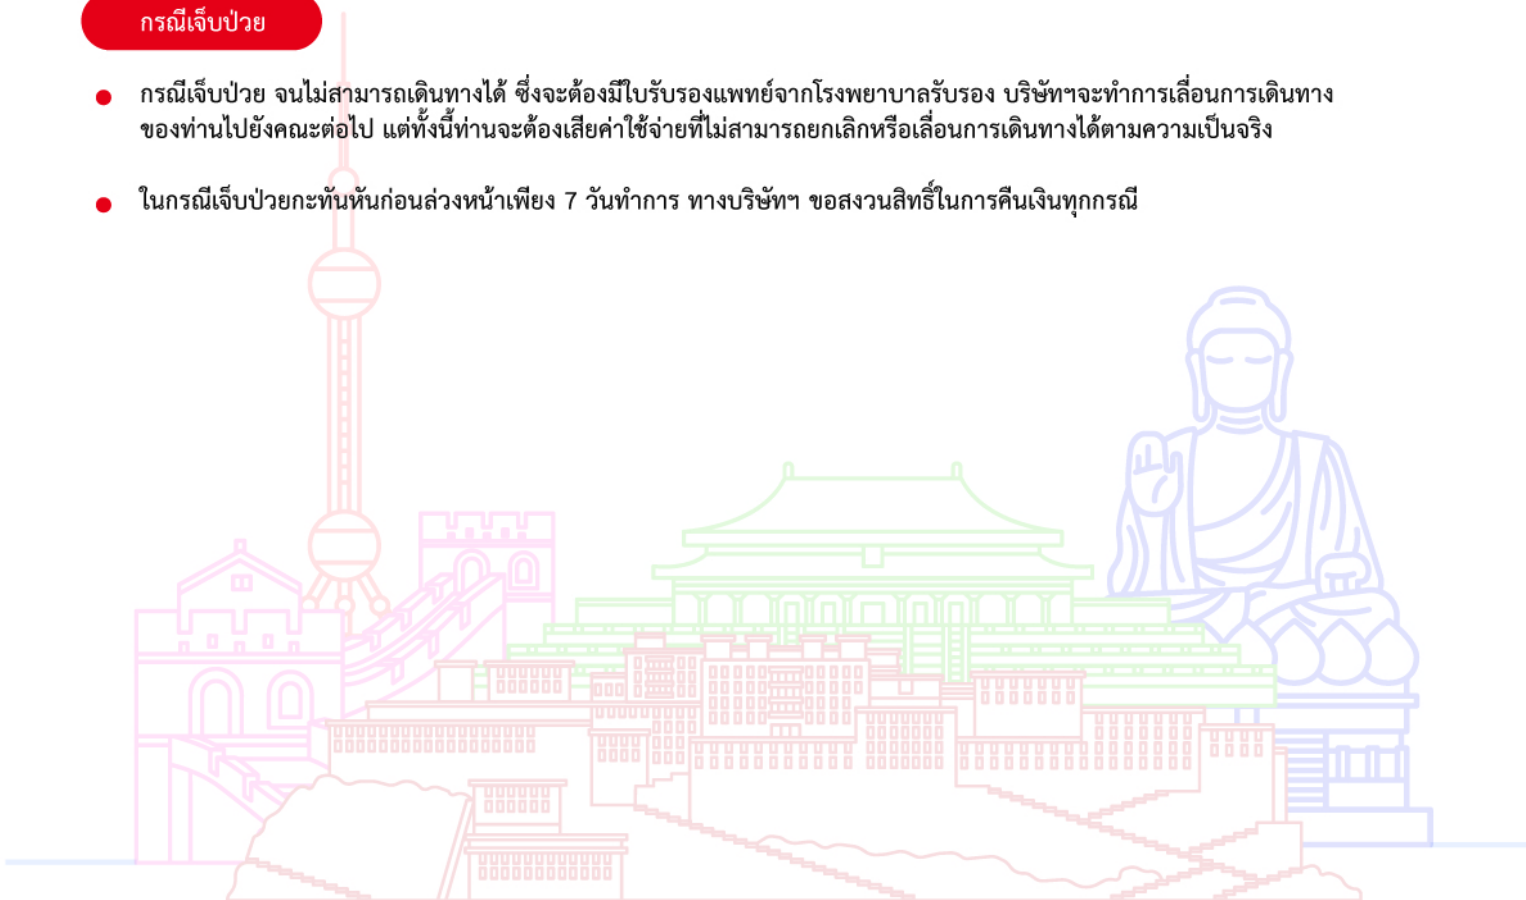 กรณีเจ็บป่วย
กรณีเจ็บป่วย จนไม่สามารถเดินทางได้ ซึ่งจะต้องมีใบรับรองแพทย์จากโรงพยาบาลรับรอง บริษัทฯจะทำการเลื่อนการเดินทาง
ของท่านไปยังคณะต่อไป แต่ทั้งนี้ท่านจะต้องเสียค่าใช้จ่ายที่ไม่สามารถยกเลิกหรือเลื่อนการเดินทางได้ตามความเป็นจริง
ในกรณีเจ็บป่วยกะทันหันก่อนล่วงหน้าเพียง 7 วันทำการ ทางบริษัทฯ ขอสงวนสิทธิ์ในการคืนเงินทุกกรณี